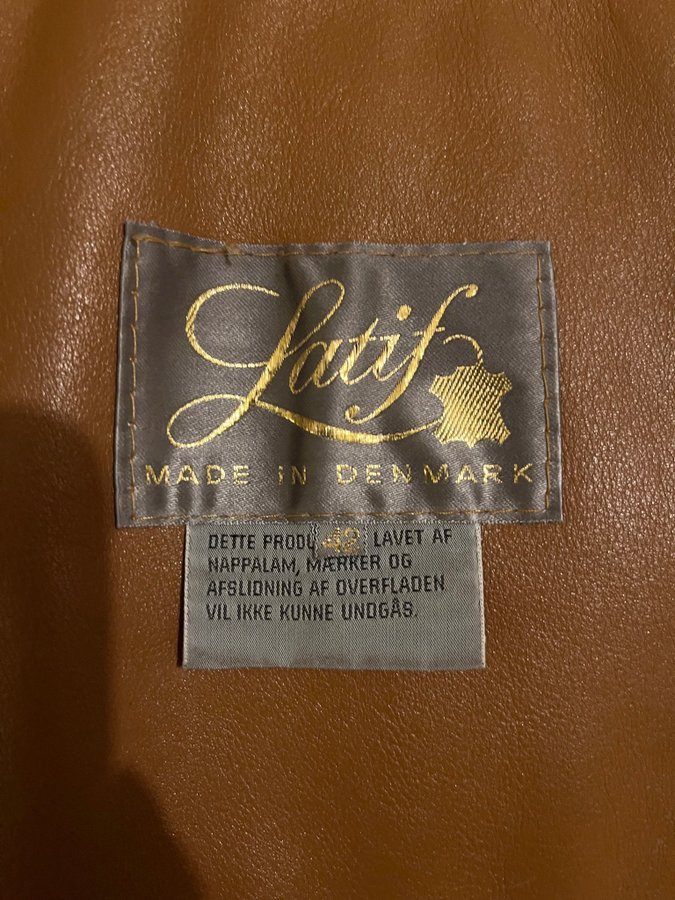 Latif
MADE IN DENMARK
DETTE PRODU 42 LAVET AF
NAPPALAM, MÆRKER OG
AFSLIDNING AF OVERFLADEN
VIL IKKE KUNNE UNDGÅS.